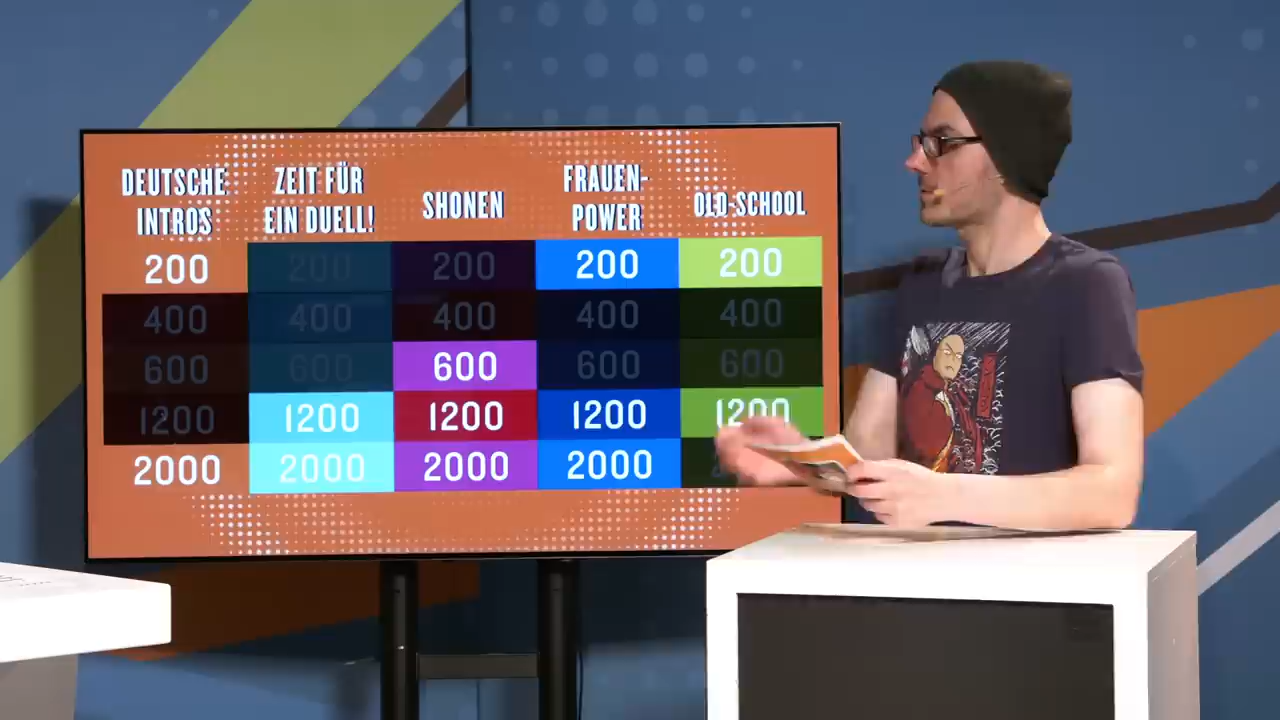 DEUTSCHE INTROS
ZEIT FÜR EIN DUELL!
SHONEN
FRAUEN-POWER
OLD-SCHOOL
200 200 200 200 200
400 400 400 400 400
600 600 600 600 600
1200 1200 1200 1200 1200
2000 2000 2000 2000